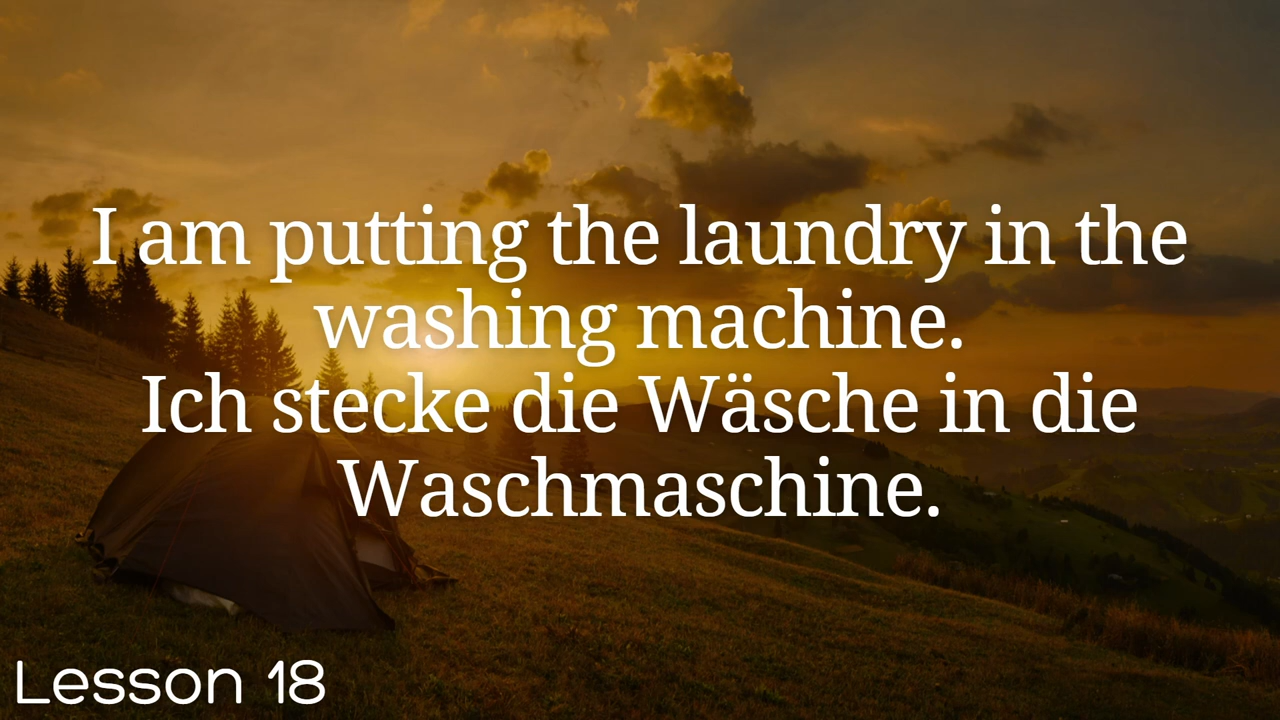 I am putting the laundry in the
washing machine.
Ich stecke die Wäsche in die
Waschmaschine.
Lesson 18